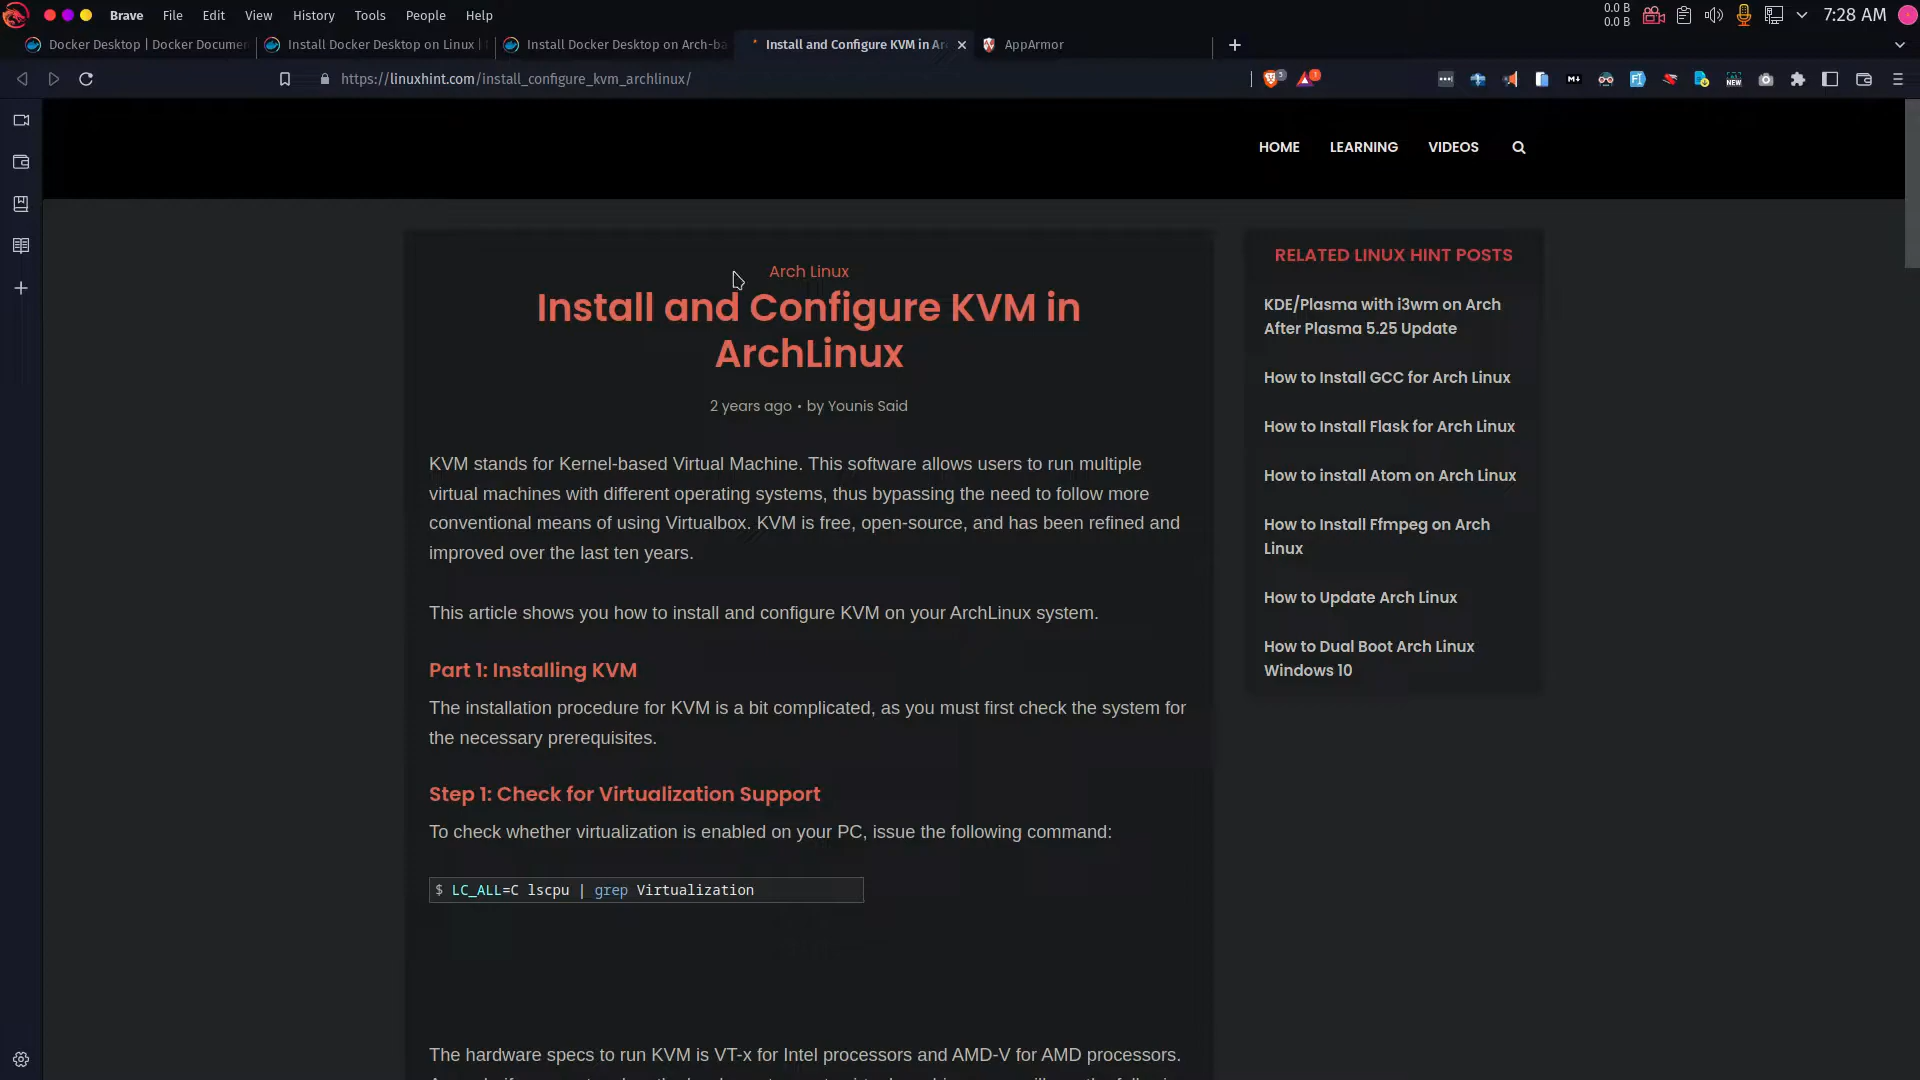 Brave File Edit View History Tools People Help
0.0 B
0.0 B
7:28 AM
Docker Desktop | Docker Documen
Install Docker Desktop on Linux |
Install Docker Desktop on Arch-ba
Install and Configure KVM in Ar
AppArmor
https://linuxhint.com/install_configure_kvm_archlinux/
5
1
M+
NEW
HOME LEARNING VIDEOS
Arch Linux
Install and Configure KVM in
ArchLinux
2 years ago • by Younis Said
KVM stands for Kernel-based Virtual Machine. This software allows users to run multiple
virtual machines with different operating systems, thus bypassing the need to follow more
conventional means of using Virtualbox. KVM is free, open-source, and has been refined and
improved over the last ten years.
This article shows you how to install and configure KVM on your ArchLinux system.
Part 1: Installing KVM
The installation procedure for KVM is a bit complicated, as you must first check the system for
the necessary prerequisites.
Step 1: Check for Virtualization Support
To check whether virtualization is enabled on your PC, issue the following command:
$ LC_ALL=C lscpu | grep Virtualization
The hardware specs to run KVM is VT-x for Intel processors and AMD-V for AMD processors.
RELATED LINUX HINT POSTS
KDE/Plasma with i3wm on Arch
After Plasma 5.25 Update
How to Install GCC for Arch Linux
How to Install Flask for Arch Linux
How to install Atom on Arch Linux
How to Install Ffmpeg on Arch
Linux
How to Update Arch Linux
How to Dual Boot Arch Linux
Windows 10